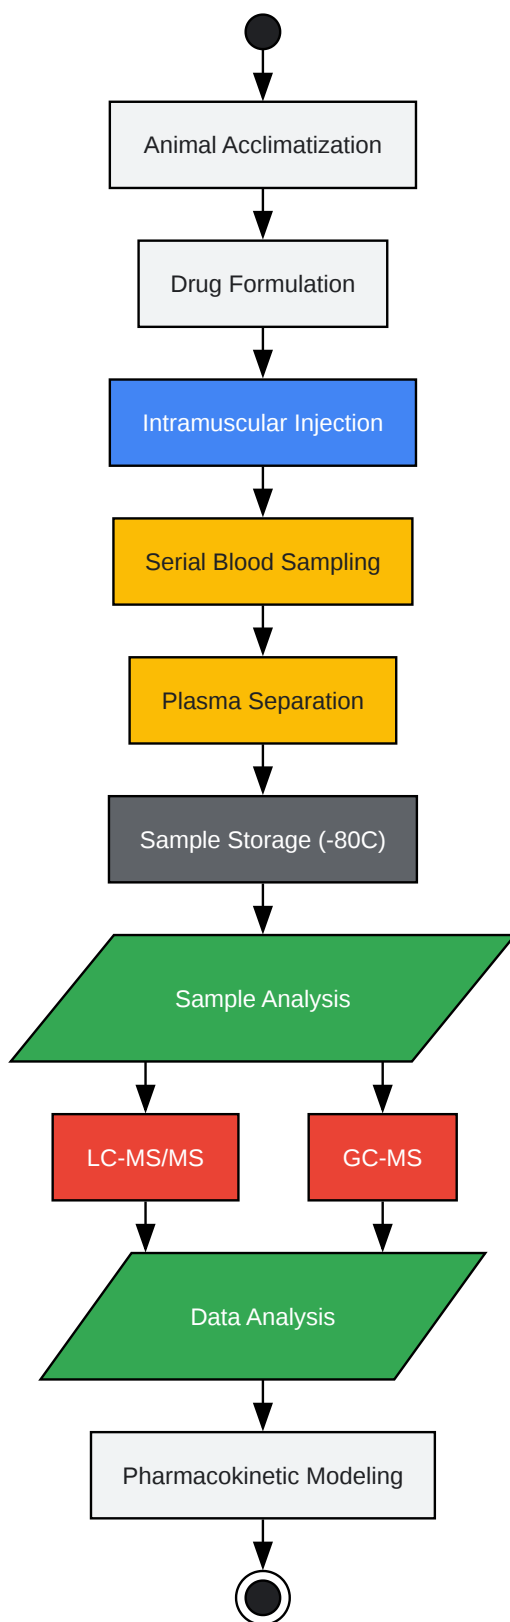 Animal Acclimatization
Drug Formulation
Intramuscular Injection
Serial Blood Sampling
Plasma Separation
Sample Storage (-80C)
Sample Analysis
LC-MS/MS
GC-MS
Data Analysis
Pharmacokinetic Modeling